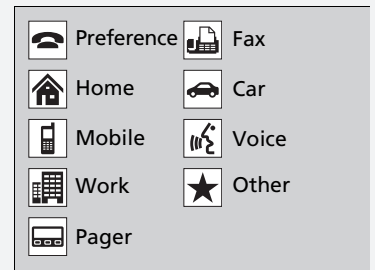 Preference
Home
Mobile
Work
Pager
Fax
Car
Voice
Other